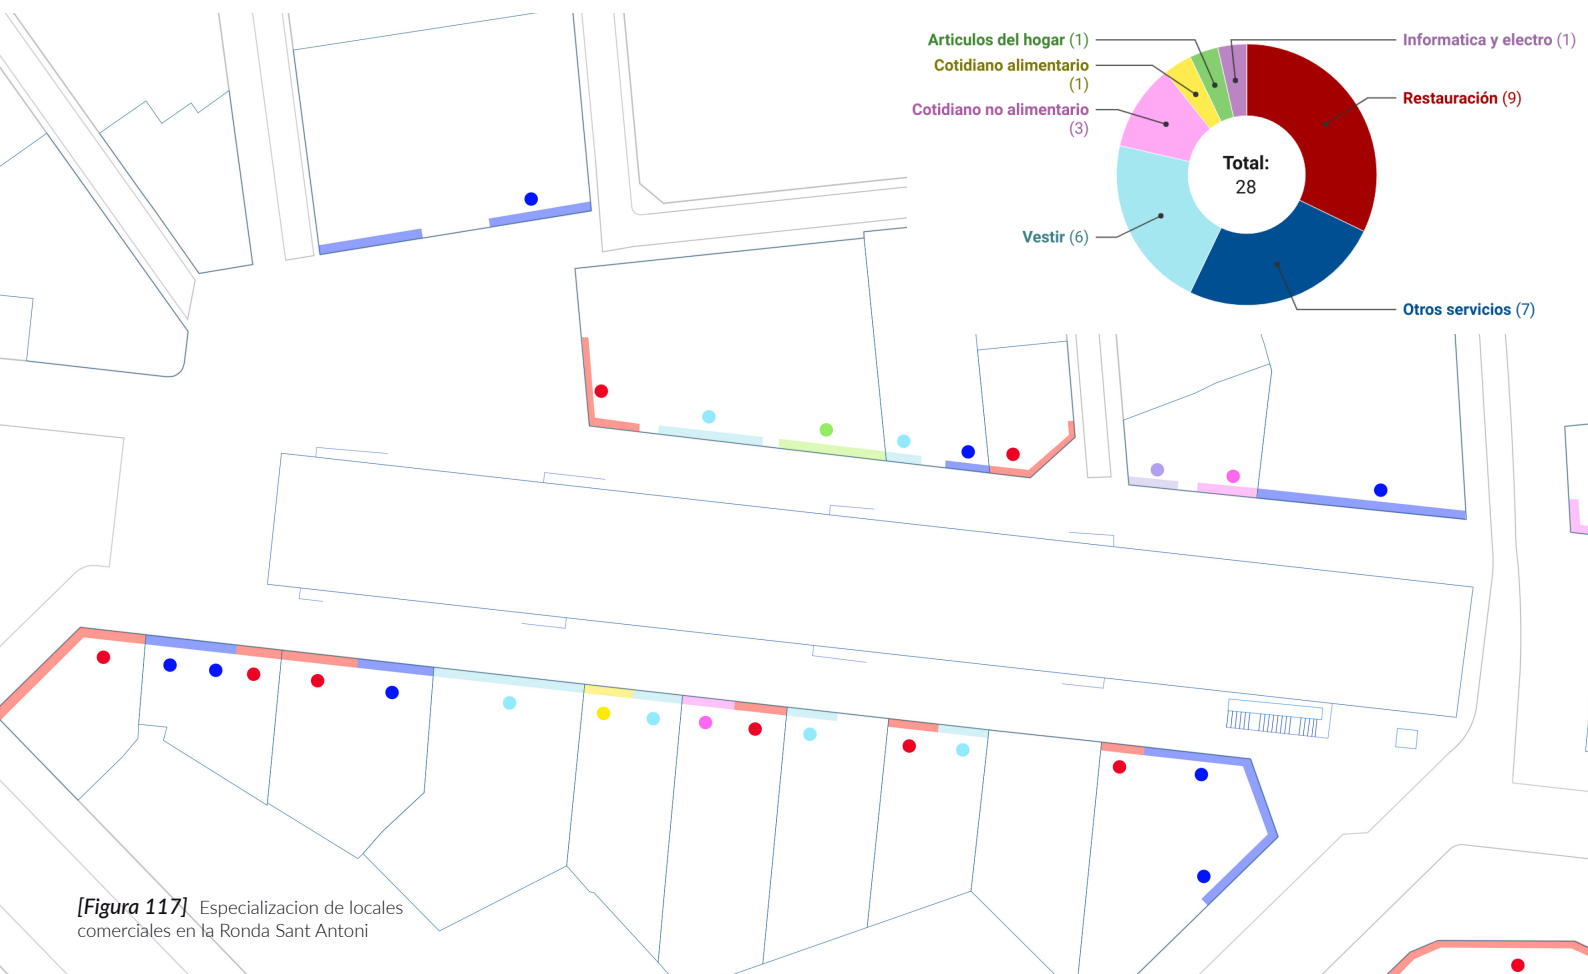 Articulos del hogar (1)
Cotidiano alimentario
(1)
Cotidiano no alimentario
(3)
Vestir (6)
Informatica y electro (1)
Restauración (9)
Total:
28
Otros servicios (7)
[Figura 117] Especializacion de locales
comerciales en la Ronda Sant Antoni